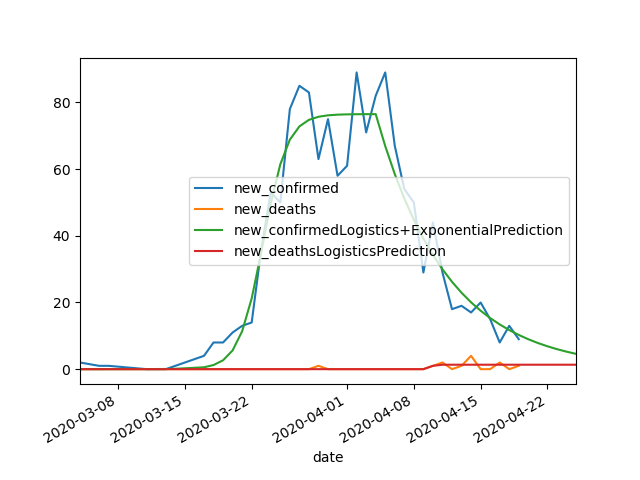 80
60
40
20
0
new_confirmed
new_deaths
new_confirmedLogistics+ExponentialPrediction
new_deathsLogisticsPrediction
2020-03-08
2020-03-15
2020-03-22
2020-04-01
2020-04-08
2020-04-15
2020-04-22
date